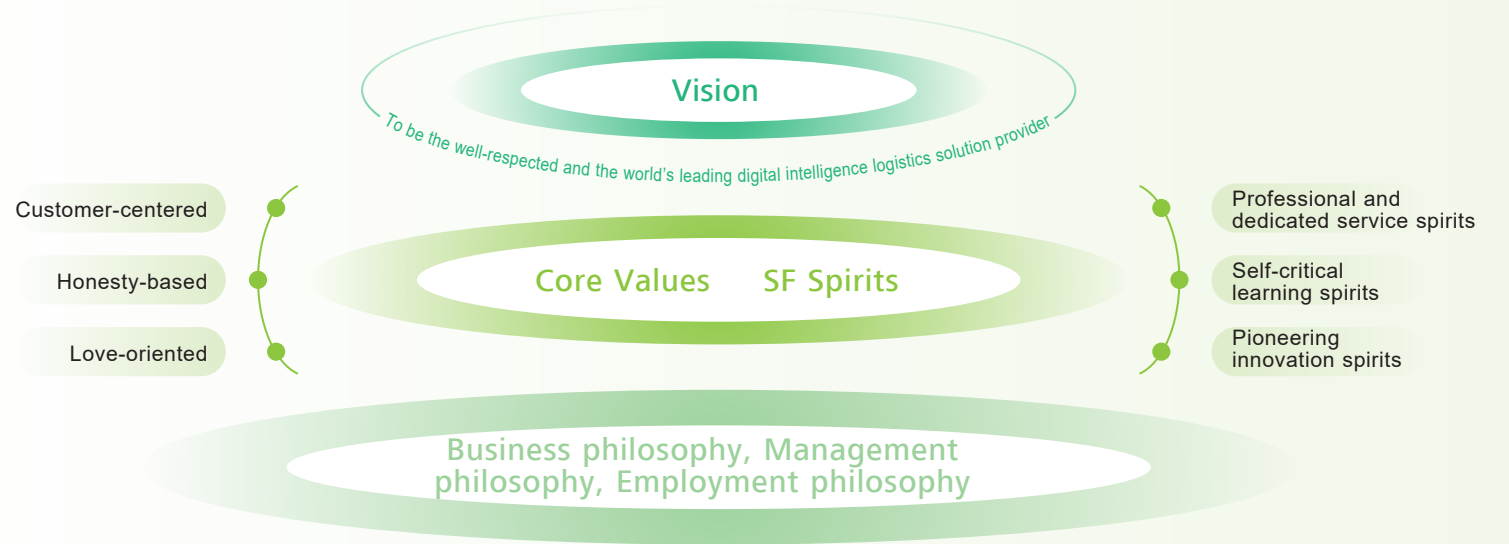 Vision
To be the well-respected and the world's leading digital intelligence logistics solution provider
Customer-centered
Honesty-based
Love-oriented
Core Values SF Spirits
Professional and
dedicated service spirits
Self-critical
learning spirits
Pioneering
innovation spirits
Business philosophy, Management
philosophy, Employment philosophy